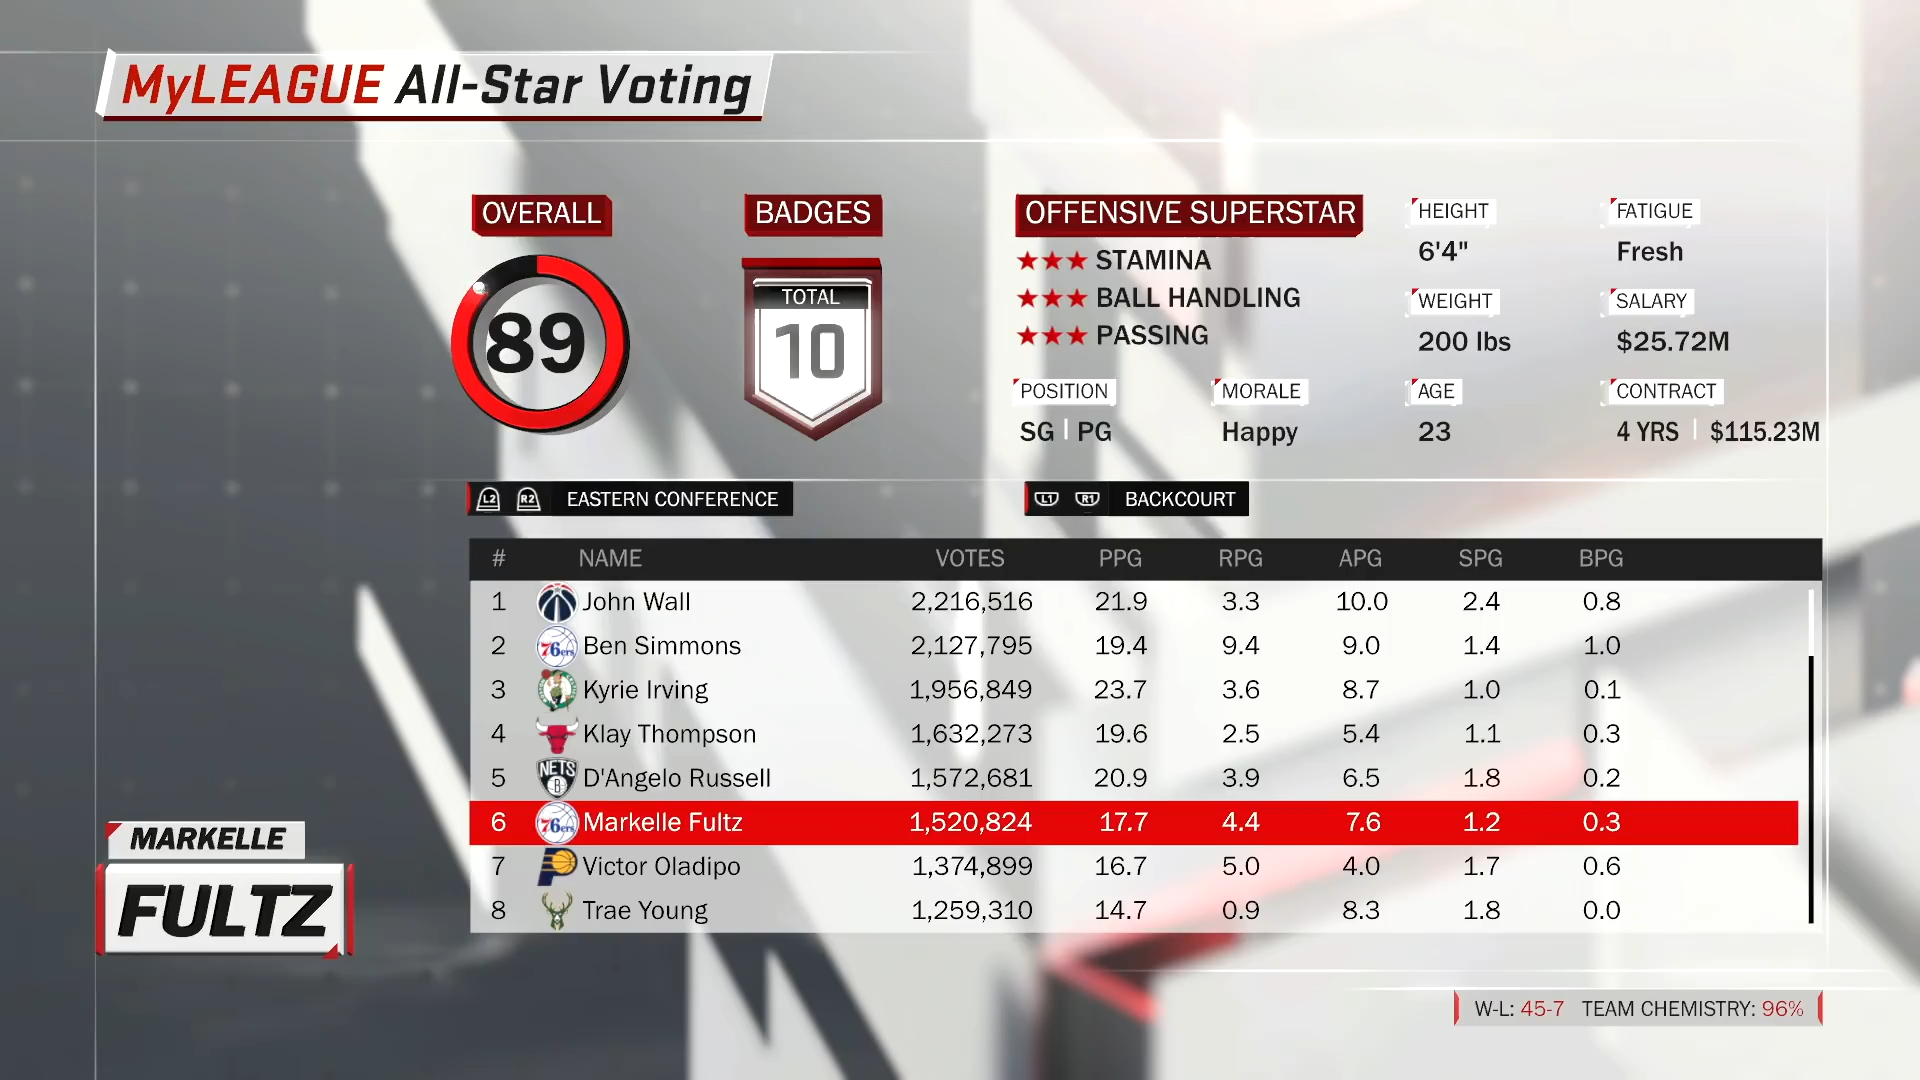 MyLEAGUE All-Star Voting
OVERALL
89
BADGES
TOTAL
10
OFFENSIVE SUPERSTAR
★★★ STAMINA
★★★ BALL HANDLING
★★★ PASSING
HEIGHT
6'4"
FATIGUE
Fresh
WEIGHT
200 lbs
SALARY
$25.72M
POSITION
SG | PG
MORALE
Happy
AGE
23
CONTRACT
4 YRS | $115.23M
L2 R2 EASTERN CONFERENCE
L1 R1 BACKCOURT
# NAME VOTES PPG RPG APG SPG BPG
1 John Wall 2,216,516 21.9 3.3 10.0 2.4 0.8
2 76ers Ben Simmons 2,127,795 19.4 9.4 9.0 1.4 1.0
3 Kyrie Irving 1,956,849 23.7 3.6 8.7 1.0 0.1
4 Klay Thompson 1,632,273 19.6 2.5 5.4 1.1 0.3
5 NETS B D'Angelo Russell 1,572,681 20.9 3.9 6.5 1.8 0.2
6 76ers Markelle Fultz 1,520,824 17.7 4.4 7.6 1.2 0.3
7 Victor Oladipo 1,374,899 16.7 5.0 4.0 1.7 0.6
8 Trae Young 1,259,310 14.7 0.9 8.3 1.8 0.0
MARKELLE
FULTZ
W-L: 45-7 TEAM CHEMISTRY: 96%